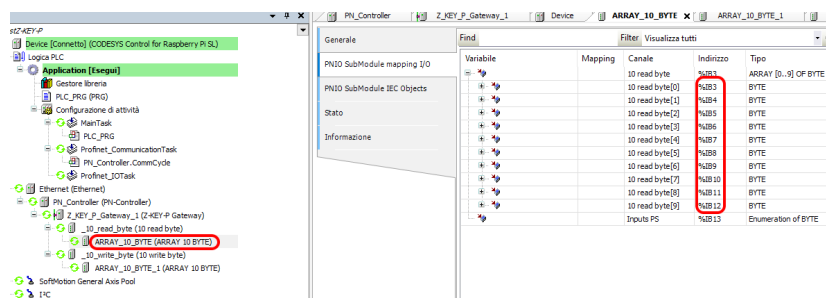 PN_Controller
Z_KEY_P_Gateway_1
Device
ARRAY_10_BYTE
ARRAY_10_BYTE_1
stZ-KEY-P
Device [Connetto] (CODESYS Control for Raspberry Pi SL)
Logica PLC
Application [Esegui]
Gestore libreria
PLC_PRG (PRG)
Configurazione di attività
MainTask
PLC_PRG
Profinet_CommunicationTask
PN_Controller.CommCycle
Profinet_IOTask
Ethernet (Ethernet)
PN_Controller (PN-Controller)
Z_KEY_P_Gateway_1 (Z-KEY-P Gateway)
_10_read_byte (10 read byte)
ARRAY_10_BYTE (ARRAY 10 BYTE)
_10_write_byte (10 write byte)
ARRAY_10_BYTE_1 (ARRAY 10 BYTE)
SoftMotion General Axis Pool
I²C
Generale
PNIO SubModule mapping I/O
PNIO SubModule IEC Objects
Stato
Informazione
Find Filter Visualizza tutti
Variabile Mapping Canale Indirizzo Tipo
10 read byte %IB3 ARRAY [0..9] OF BYTE
10 read byte[0] %IB3 BYTE
10 read byte[1] %IB4 BYTE
10 read byte[2] %IB5 BYTE
10 read byte[3] %IB6 BYTE
10 read byte[4] %IB7 BYTE
10 read byte[5] %IB8 BYTE
10 read byte[6] %IB9 BYTE
10 read byte[7] %IB10 BYTE
10 read byte[8] %IB11 BYTE
10 read byte[9] %IB12 BYTE
Inputs PS %IB13 Enumeration of BYTE